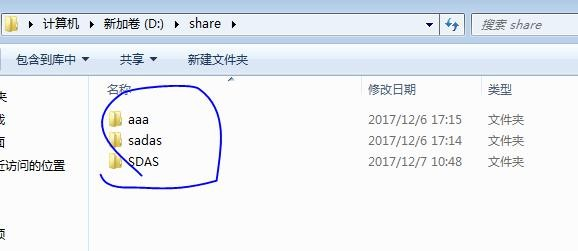 计算机 新加卷 (D:) share 搜索 share
包含到库中 共享 新建文件夹
名称 修改日期 类型
夹
aaa 2017/12/6 17:15 文件夹
sadas 2017/12/6 17:14 文件夹
面
SDAS 2017/12/7 10:48 文件夹
近访问的位置